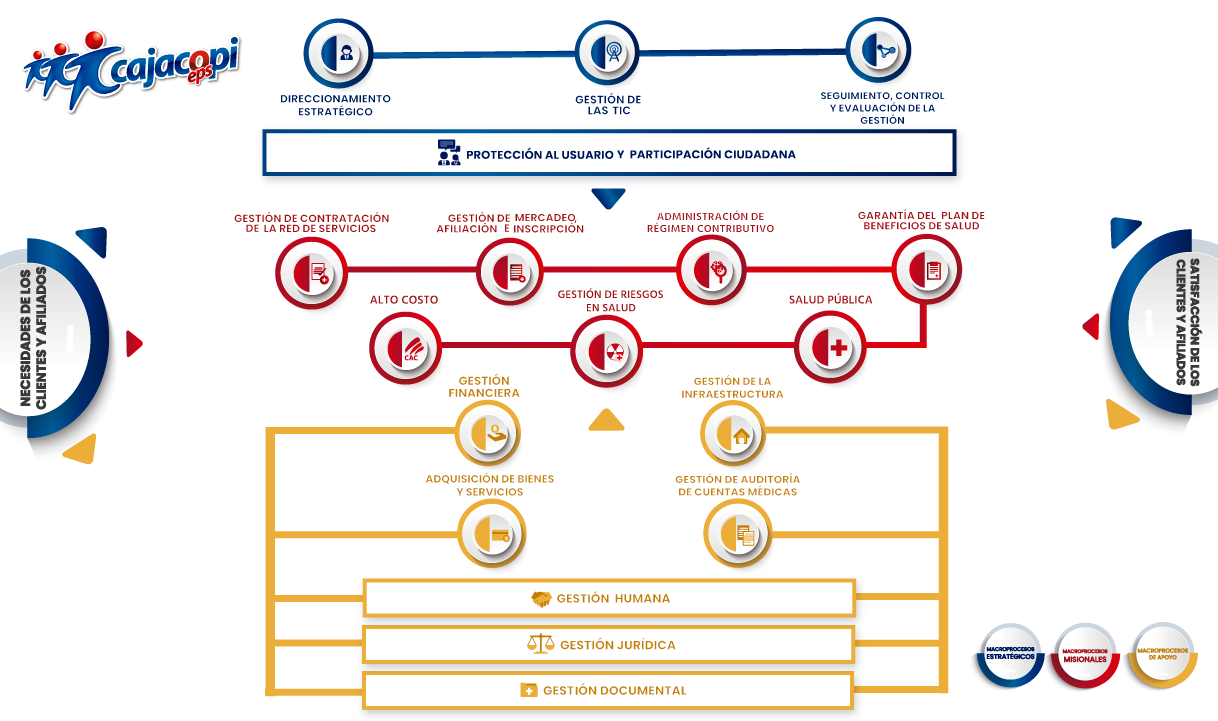 cajacopi
eps
DIRECCIONAMIENTO
ESTRATÉGICO
GESTIÓN DE
LAS TIC
SEGUIMIENTO, CONTROL
Y EVALUACIÓN DE LA
GESTIÓN
PROTECCIÓN AL USUARIO Y PARTICIPACIÓN CIUDADANA
GESTIÓN DE CONTRATACIÓN
DE LA RED DE SERVICIOS
GESTIÓN DE MERCADEO,
AFILIACIÓN E INSCRIPCIÓN
ADMINISTRACIÓN DE
RÉGIMEN CONTRIBUTIVO
GARANTÍA DEL PLAN DE
BENEFICIOS DE SALUD
ALTO COSTO
CAC
GESTIÓN DE RIESGOS
EN SALUD
SALUD PÚBLICA
NECESIDADES DE LOS
CLIENTES Y AFILIADOS
SATISFACCIÓN DE LOS
CLIENTES Y AFILIADOS
GESTIÓN
FINANCIERA
GESTIÓN DE LA
INFRAESTRUCTURA
ADQUISICIÓN DE BIENES
Y SERVICIOS
GESTIÓN DE AUDITORÍA
DE CUENTAS MÉDICAS
GESTIÓN HUMANA
GESTIÓN JURÍDICA
GESTIÓN DOCUMENTAL
MACROPROCESOS
ESTRATÉGICOS
MACROPROCESOS
MISIONALES
MACROPROCESOS
DE APOYO